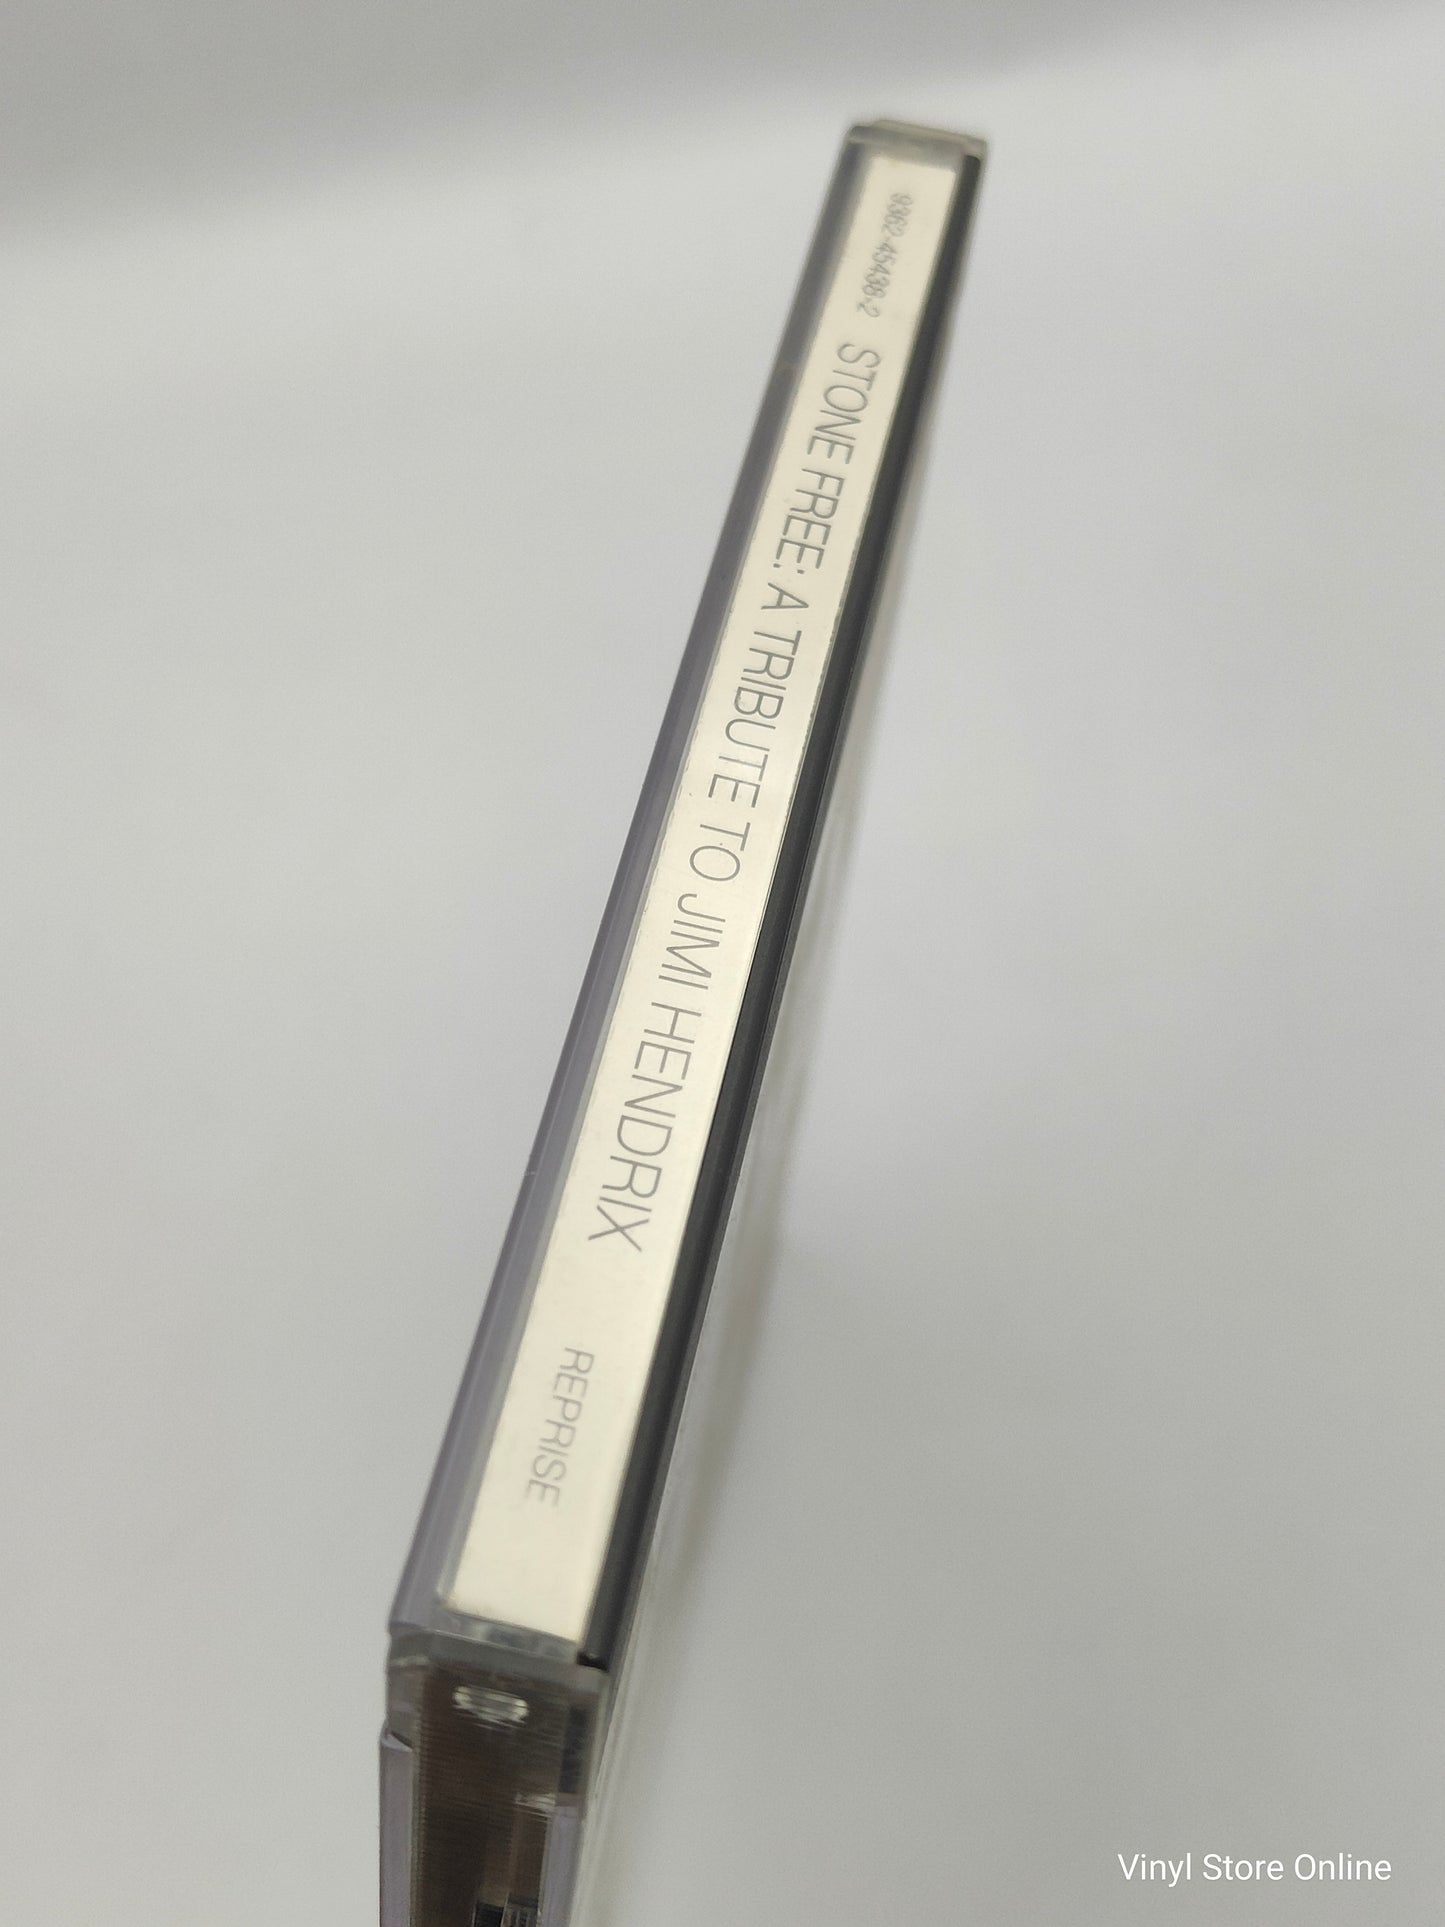 9362-45438-2 STONE FREE: A TRIBUTE TO JIMI HENDRIX REPRISE
Vinyl Store Online